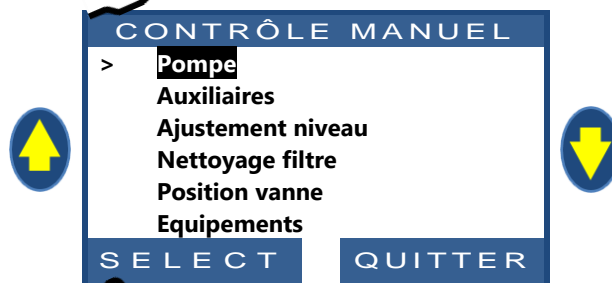 CONTRÔLE MANUEL
> Pompe
Auxiliaires
Ajustement niveau
Nettoyage filtre
Position vanne
Equipements
SELECT QUITTER